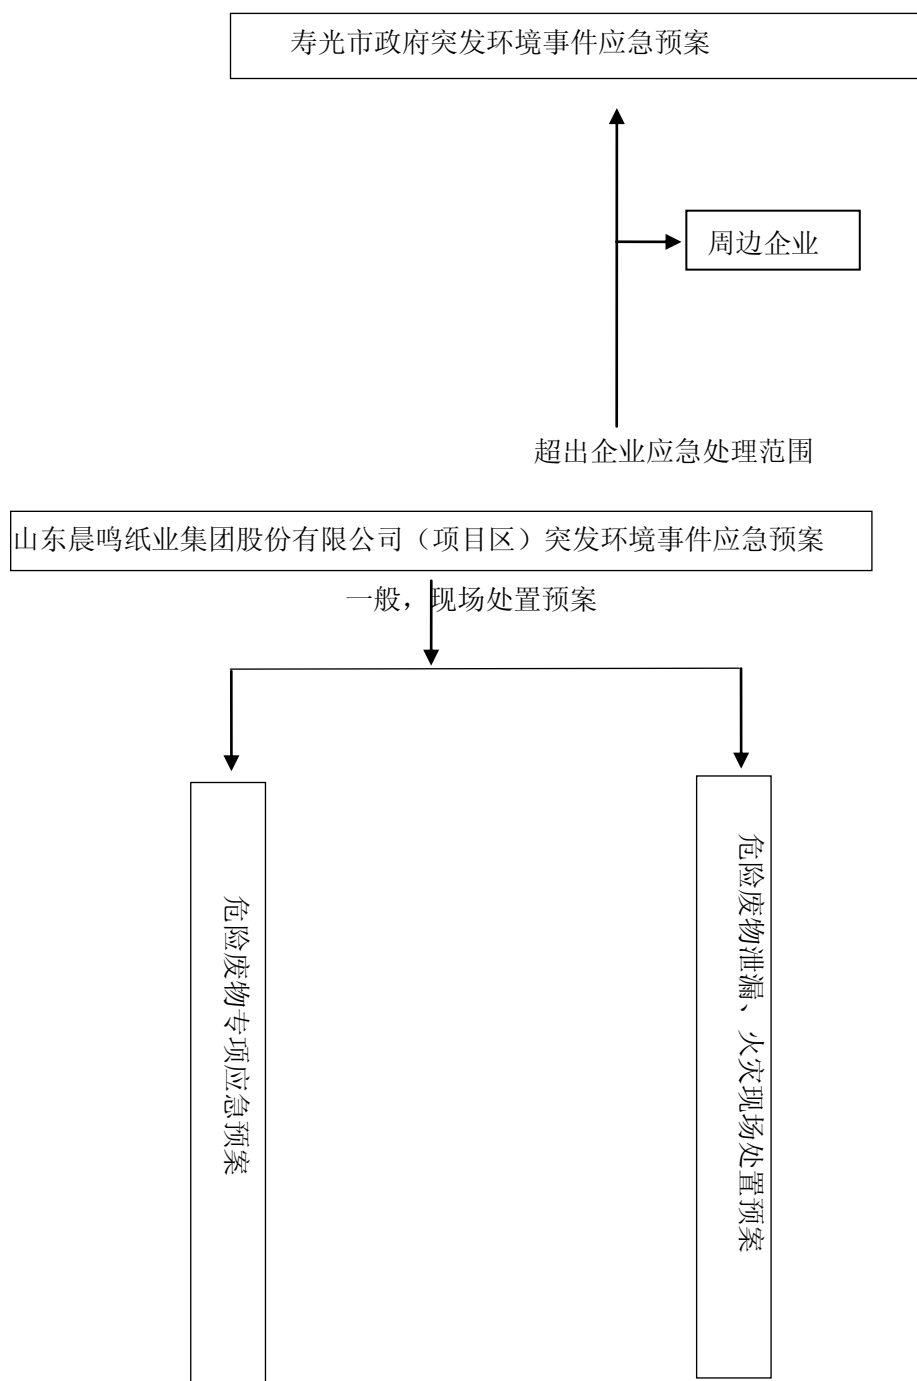 寿光市政府突发环境事件应急预案
周边企业
超出企业应急处理范围
山东晨鸣纸业集团股份有限公司（项目区）突发环境事件应急预案
一般，现场处置预案
危险废物专项应急预案
危险废物泄漏、火灾现场处置预案